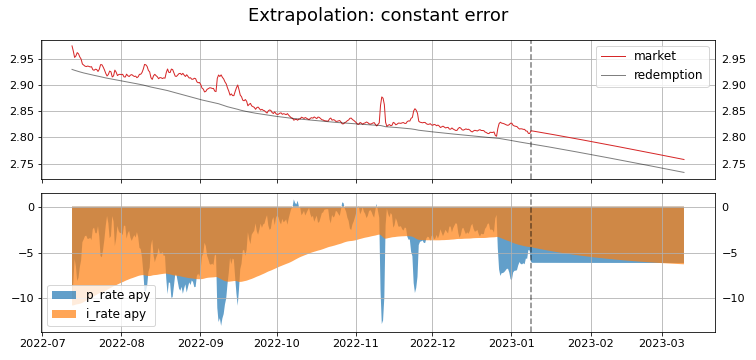 Extrapolation: constant error
2.95 2.95
2.90 2.90
2.85 2.85
2.80 2.80
2.75 2.75
market
redemption
0 0
−5 −5
−10 −10
p_rate apy
i_rate apy
2022-07 2022-08 2022-09 2022-10 2022-11 2022-12 2023-01 2023-02 2023-03